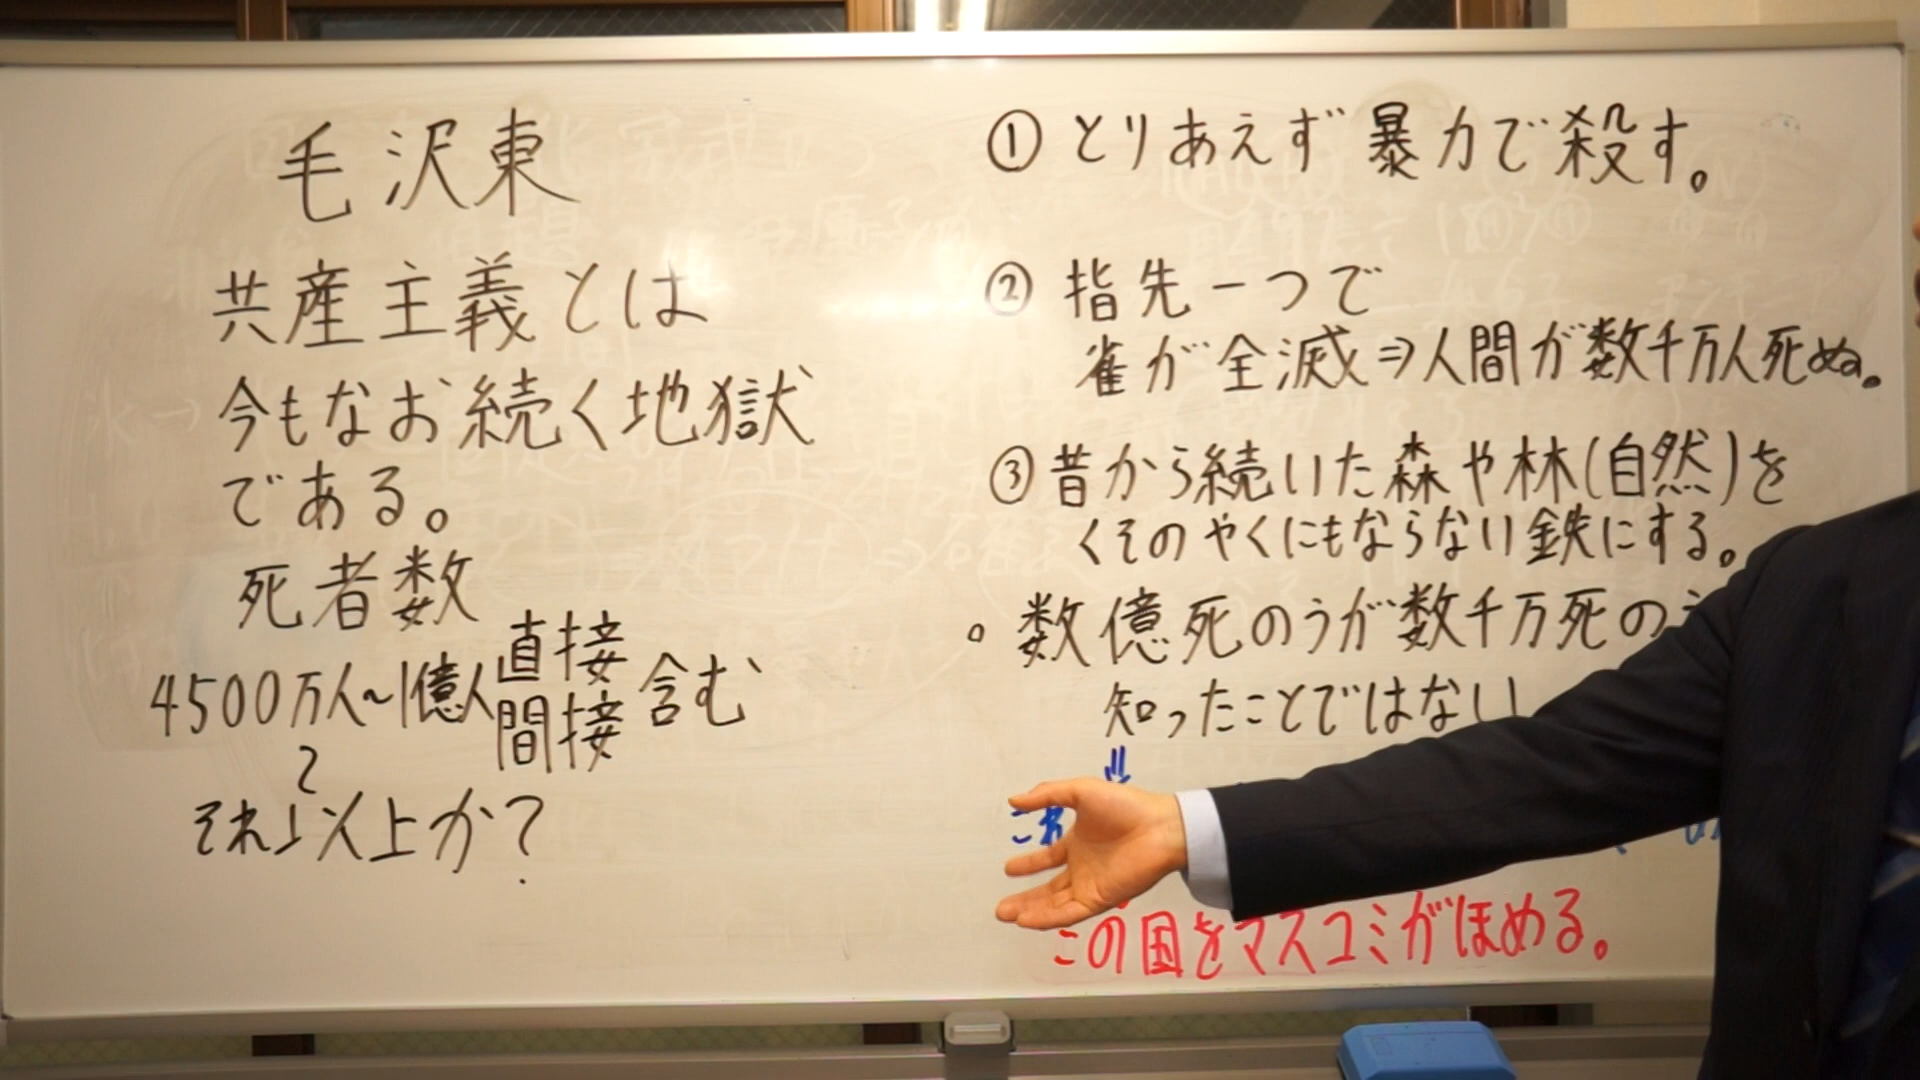 毛沢東
共産主義とは
今もなお続く地獄
である。
死者数
4500万人~1億人 直接 間接 含む
~
それ以上か?
① とりあえず暴力で殺す。
② 指先一つで
雀が全滅⇒人間が数千万人死ぬ。
③ 昔から続いた森や林(自然)を
くそのやくにもならない鉄にする。
。数億死のうが数千万死の
知ったことではない
⇓
この国をマスコミがほめる。